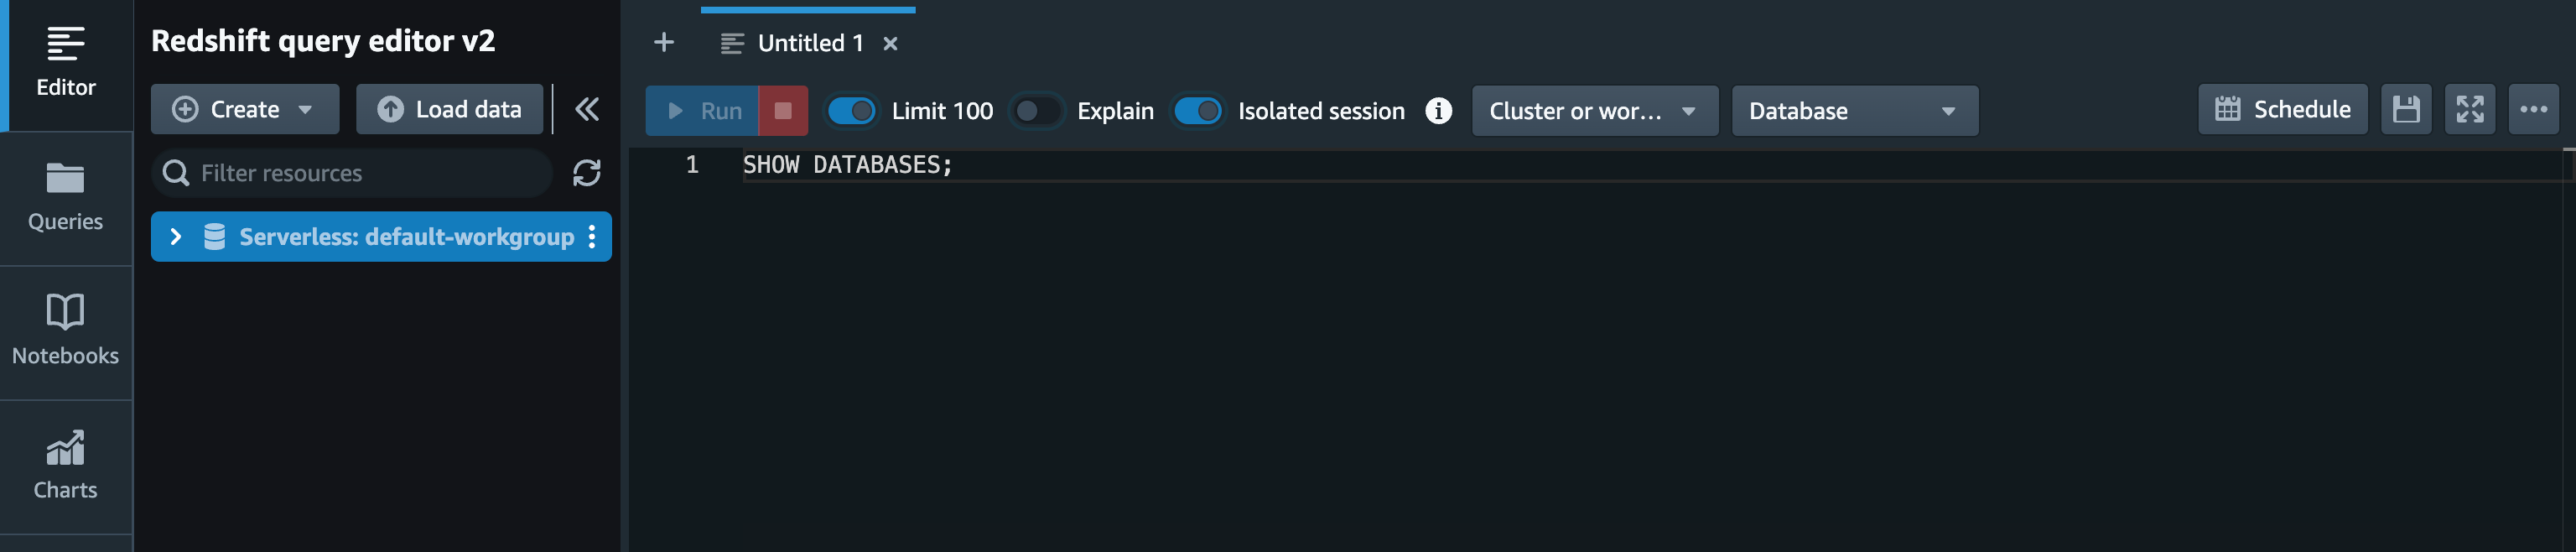 Editor
Queries
Notebooks
Charts
Redshift query editor v2
Create
Load data
Filter resources
Serverless: default-workgroup
Untitled 1
Run
Limit 100
Explain
Isolated session
Cluster or wor…
Database
Schedule
1 SHOW DATABASES;